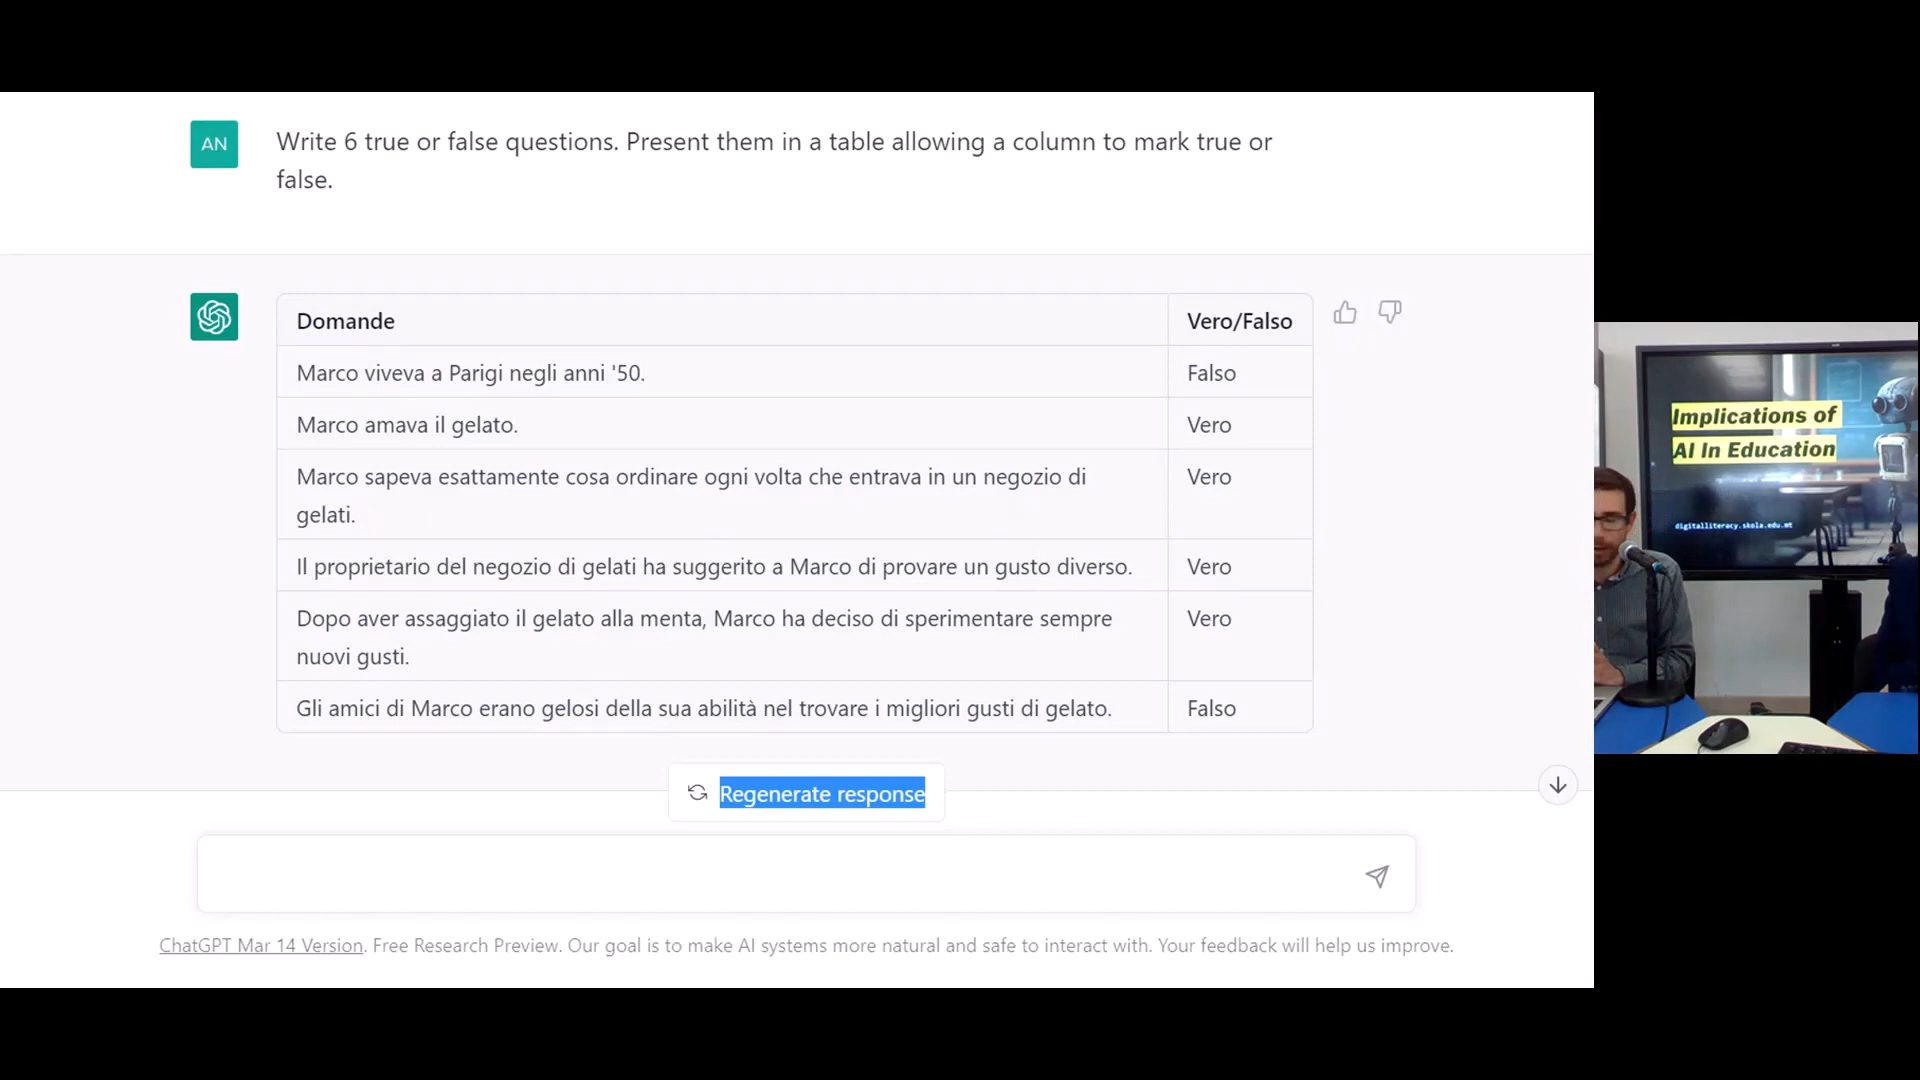 AN
Write 6 true or false questions. Present them in a table allowing a column to mark true or
false.
Domande Vero/Falso
Marco viveva a Parigi negli anni '50. Falso
Marco amava il gelato. Vero
Marco sapeva esattamente cosa ordinare ogni volta che entrava in un negozio di Vero
gelati.
Il proprietario del negozio di gelati ha suggerito a Marco di provare un gusto diverso. Vero
Dopo aver assaggiato il gelato alla menta, Marco ha deciso di sperimentare sempre Vero
nuovi gusti.
Gli amici di Marco erano gelosi della sua abilità nel trovare i migliori gusti di gelato. Falso
Regenerate response
ChatGPT Mar 14 Version. Free Research Preview. Our goal is to make AI systems more natural and safe to interact with. Your feedback will help us improve.
Implications of
AI In Education
digitalliteracy.skola.edu.mt